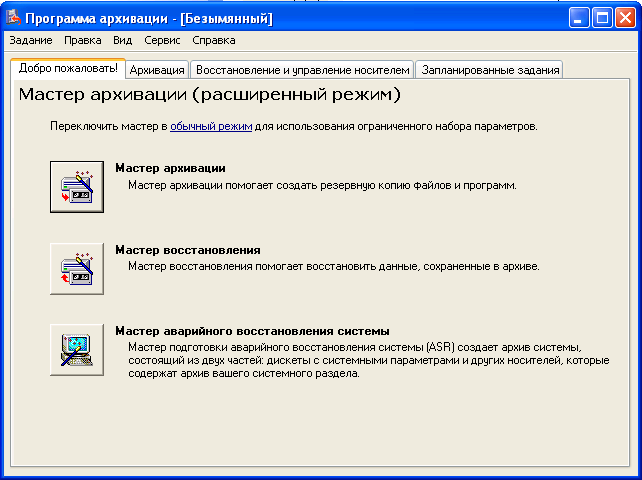 Программа архивации - [Безымянный]
Задание Правка Вид Сервис Справка
Добро пожаловать! Архивация Восстановление и управление носителем Запланированные задания
Мастер архивации (расширенный режим)
Переключить мастер в обычный режим для использования ограниченного набора параметров.
Мастер архивации
Мастер архивации помогает создать резервную копию файлов и программ.
Мастер восстановления
Мастер восстановления помогает восстановить данные, сохраненные в архиве.
Мастер аварийного восстановления системы
Мастер подготовки аварийного восстановления системы (ASR) создает архив системы,
состоящий из двух частей: дискеты с системными параметрами и других носителей, которые
содержат архив вашего системного раздела.